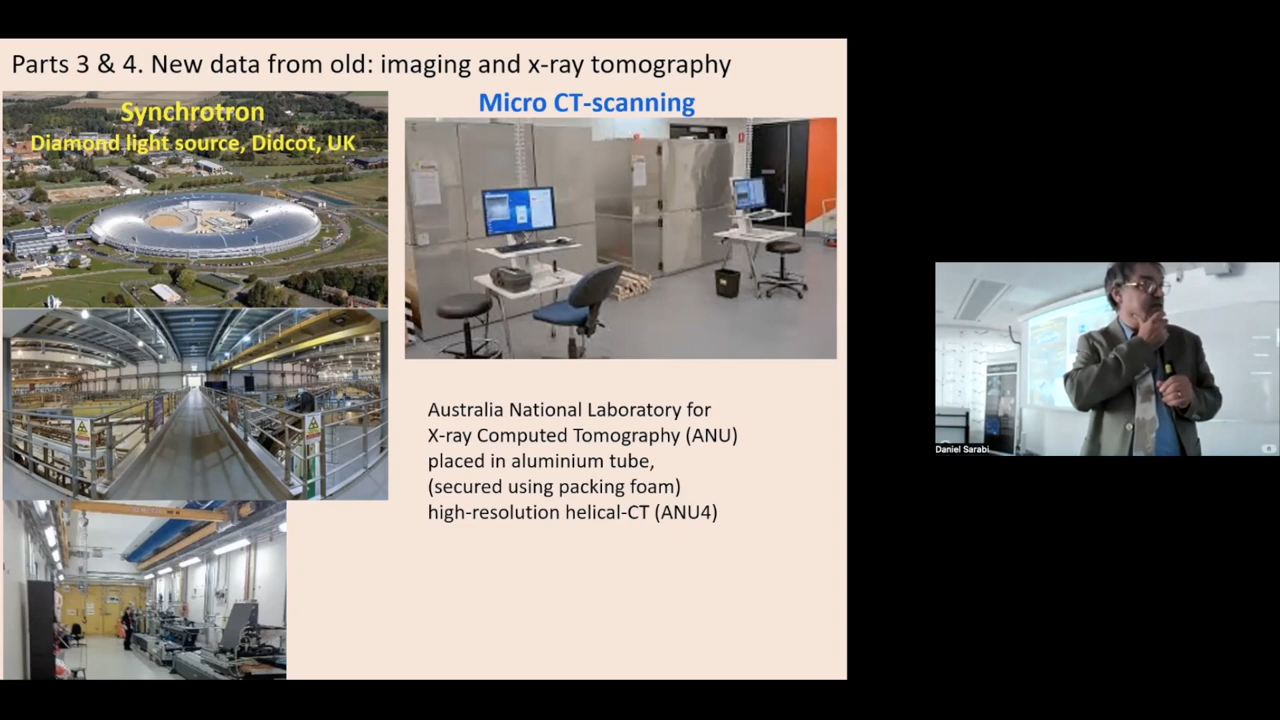 Parts 3 & 4. New data from old: imaging and x-ray tomography
Synchrotron
Diamond light source, Didcot, UK
Micro CT-scanning
Australia National Laboratory for
X-ray Computed Tomography (ANU)
placed in aluminium tube,
(secured using packing foam)
high-resolution helical-CT (ANU4)
Daniel Sarabi